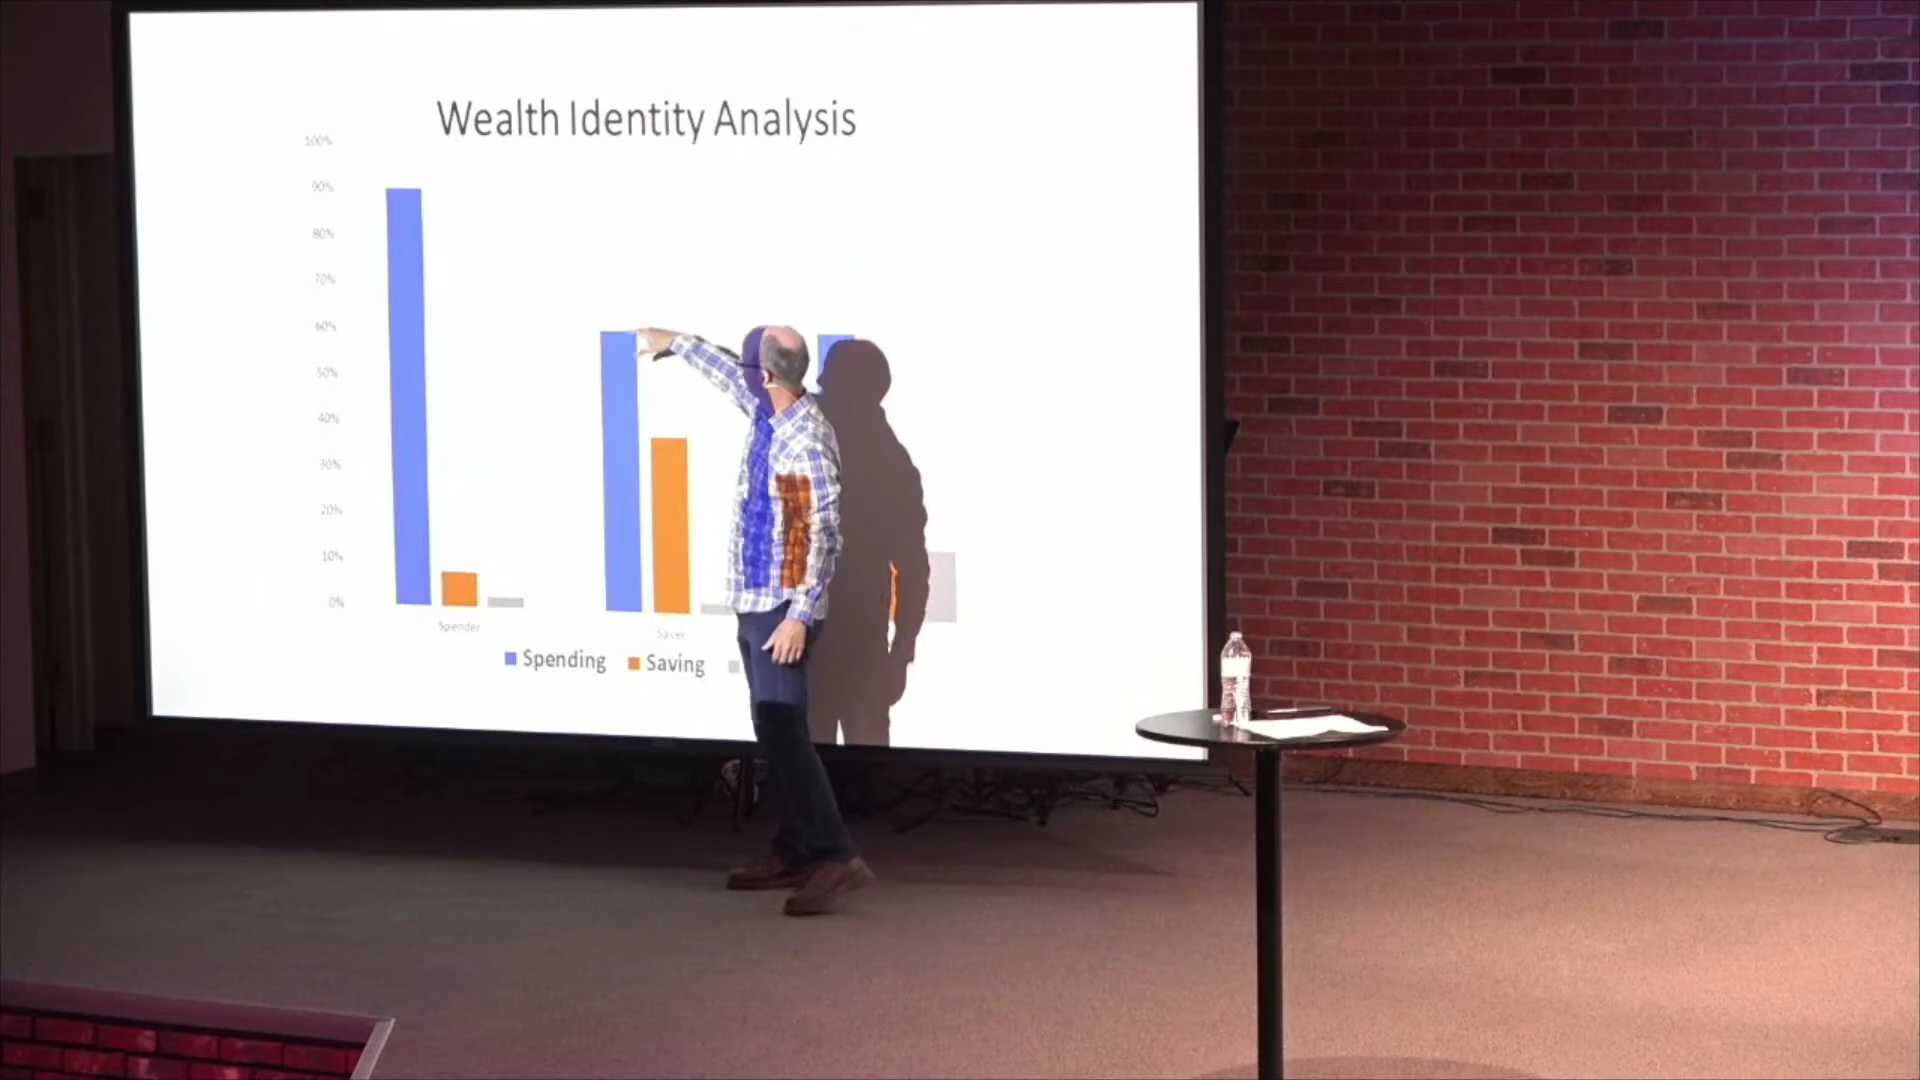 Wealth Identity Analysis
100%
90%
80%
70%
60%
50%
40%
30%
20%
10%
0%
Spender
Saver
Spending
Saving